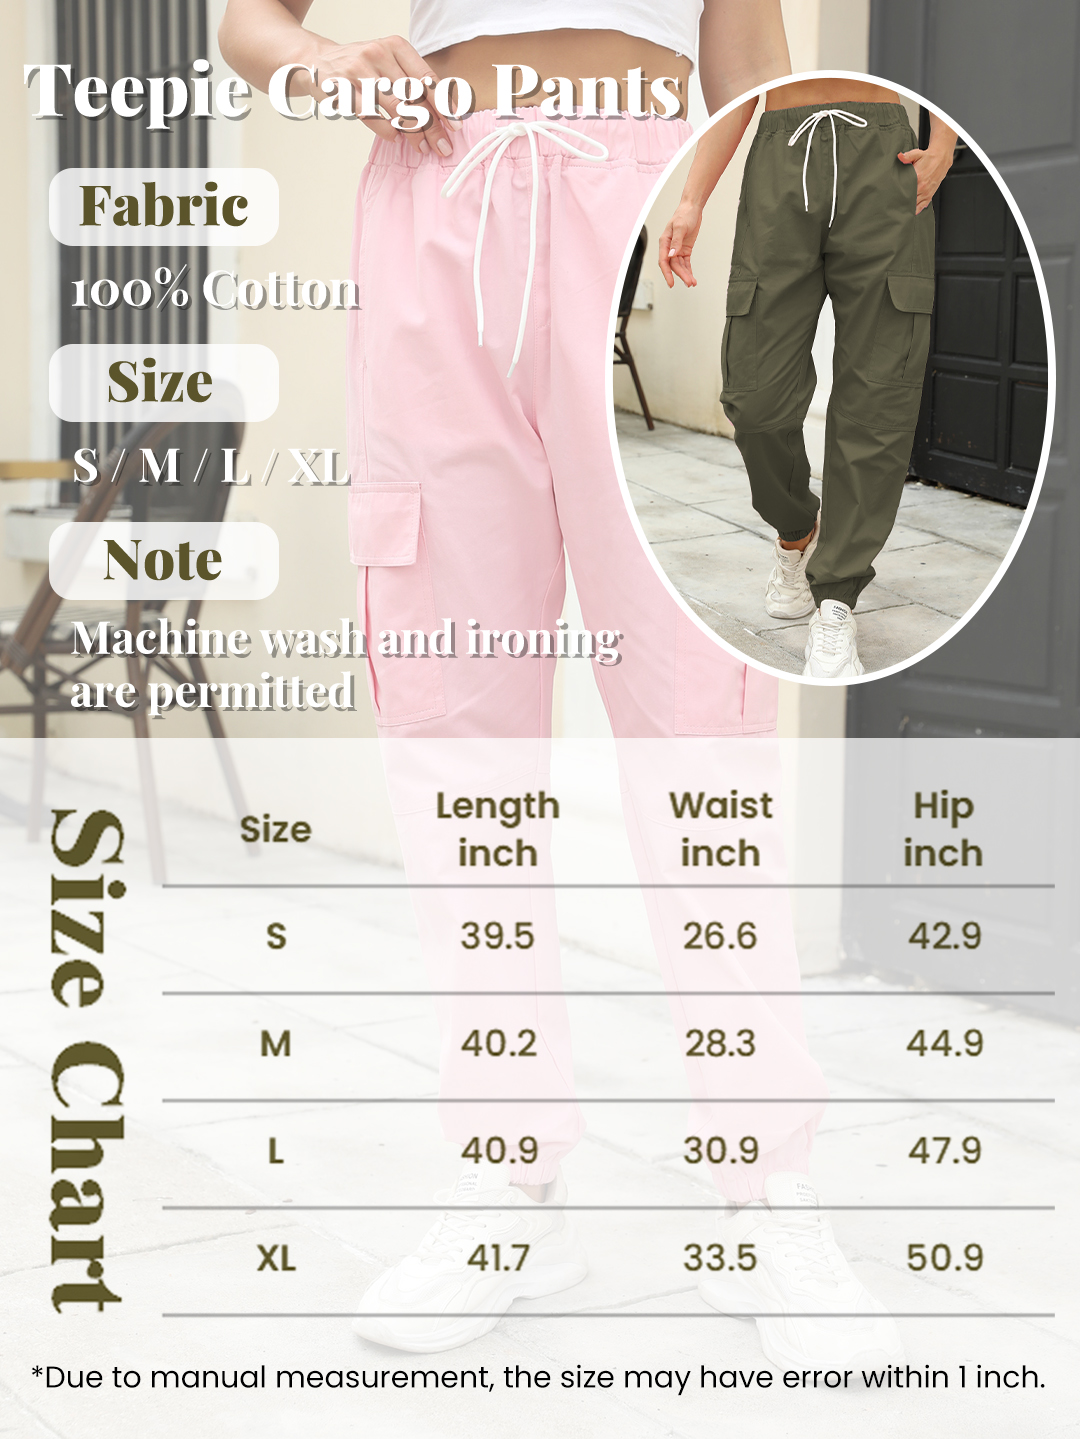 Teepie Cargo Pants
Fabric
100% Cotton
Size
S / M / L / XL
Note
Machine wash and ironing
are permitted
Size Chart
Size Length inch Waist inch Hip inch
S 39.5 26.6 42.9
M 40.2 28.3 44.9
L 40.9 30.9 47.9
XL 41.7 33.5 50.9
*Due to manual measurement, the size may have error within 1 inch.